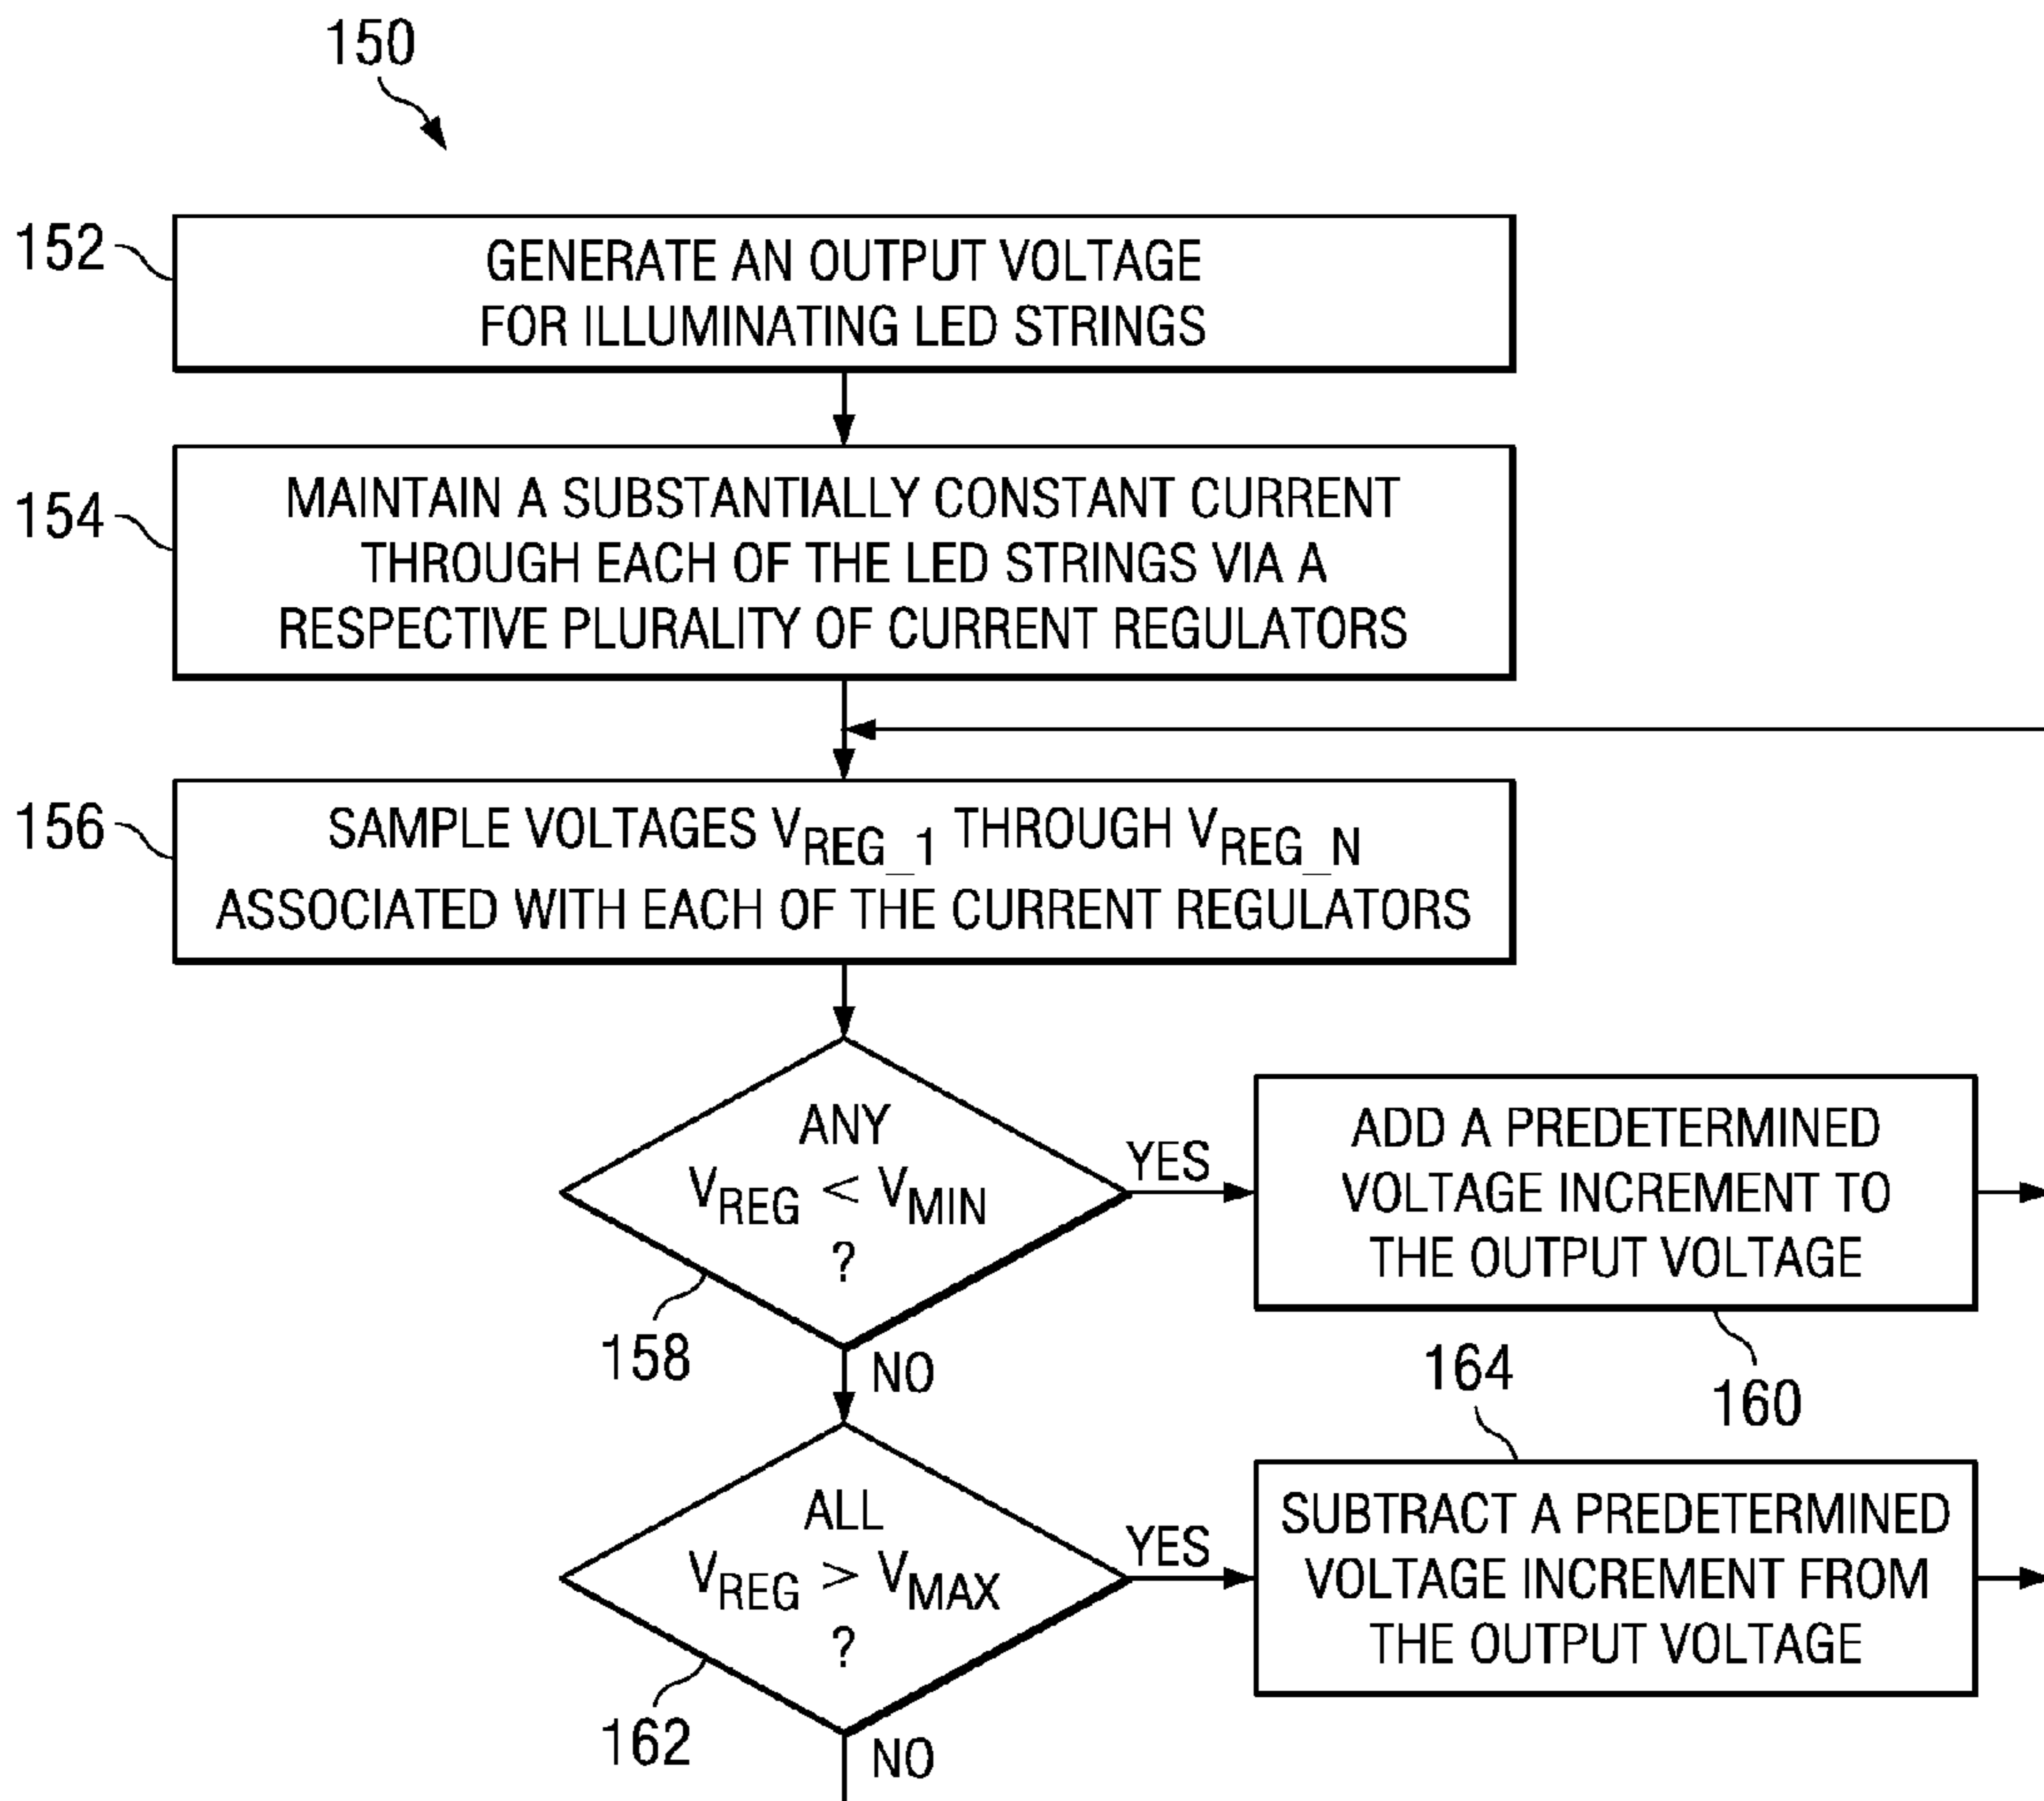 150
152
GENERATE AN OUTPUT VOLTAGE
FOR ILLUMINATING LED STRINGS
154
MAINTAIN A SUBSTANTIALLY CONSTANT CURRENT
THROUGH EACH OF THE LED STRINGS VIA A
RESPECTIVE PLURALITY OF CURRENT REGULATORS
156
SAMPLE VOLTAGES VREG_1 THROUGH VREG_N
ASSOCIATED WITH EACH OF THE CURRENT REGULATORS
ANY
VREG < VMIN
?
YES
158
NO
ADD A PREDETERMINED
VOLTAGE INCREMENT TO
THE OUTPUT VOLTAGE
160
ALL
VREG > VMAX
?
YES
162
NO
164
SUBTRACT A PREDETERMINED
VOLTAGE INCREMENT FROM
THE OUTPUT VOLTAGE